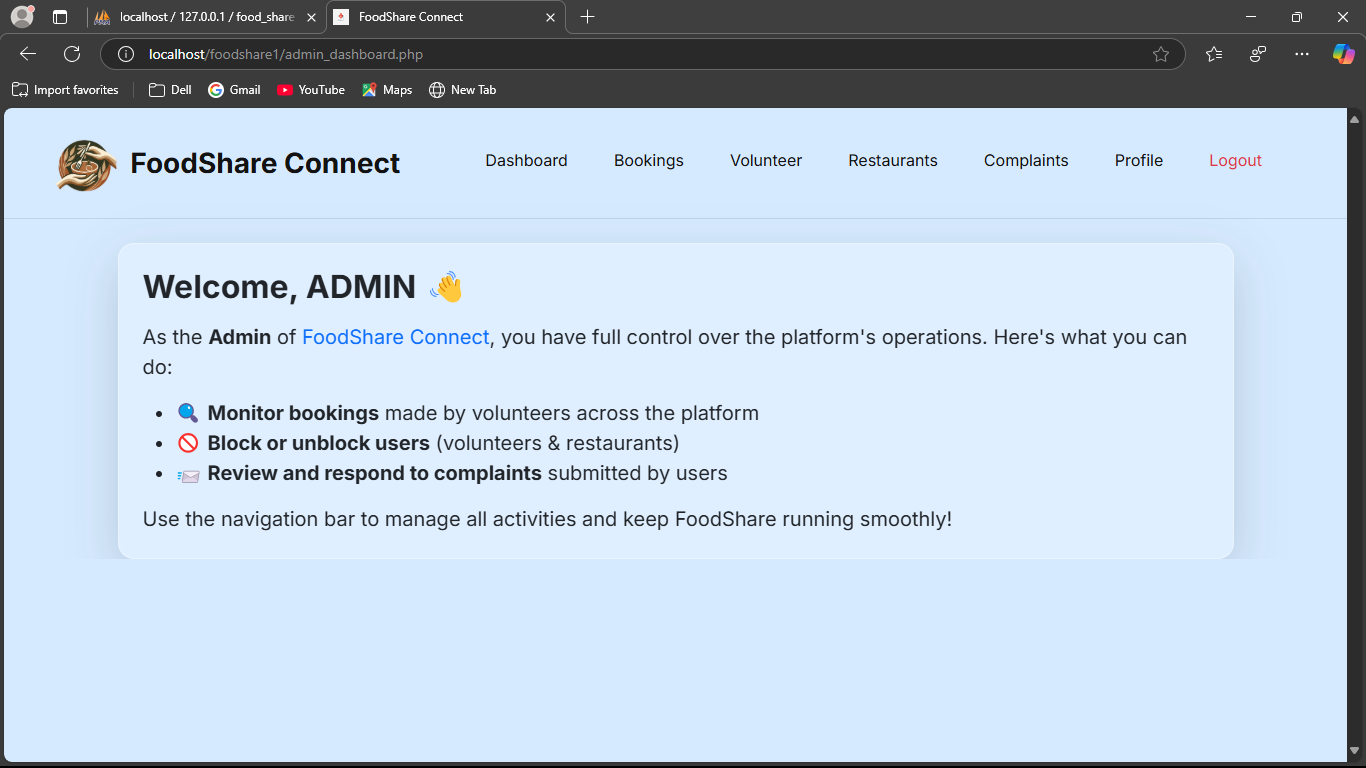 localhost / 127.0.0.1 / food_share
FoodShare Connect
localhost/foodshare1/admin_dashboard.php
Import favorites Dell Gmail YouTube Maps New Tab
FoodShare Connect Dashboard Bookings Volunteer Restaurants Complaints Profile Logout
Welcome, ADMIN 👋
As the Admin of FoodShare Connect, you have full control over the platform's operations. Here's what you can
do:
• 🔍 Monitor bookings made by volunteers across the platform
• 🚫 Block or unblock users (volunteers & restaurants)
• 📨 Review and respond to complaints submitted by users
Use the navigation bar to manage all activities and keep FoodShare running smoothly!